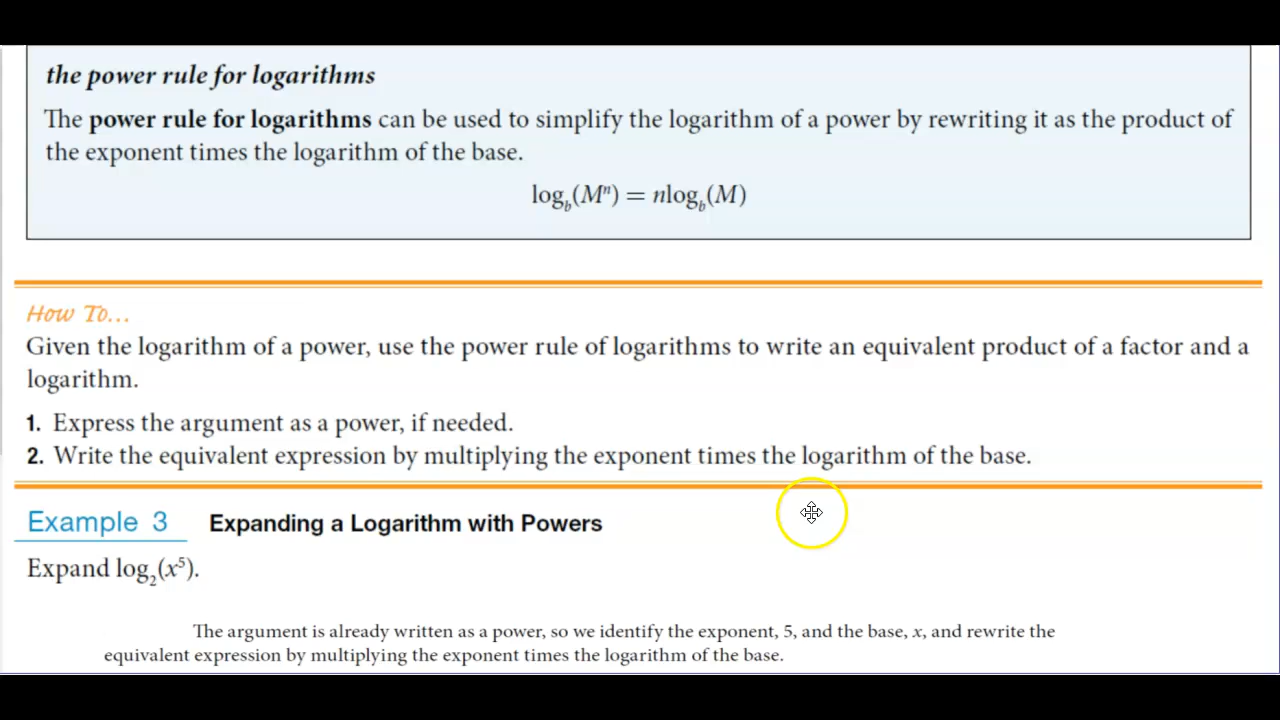 the power rule for logarithms
The power rule for logarithms can be used to simplify the logarithm of a power by rewriting it as the product of
the exponent times the logarithm of the base.
log_b(Mⁿ) = nlog_b(M)
How To...
Given the logarithm of a power, use the power rule of logarithms to write an equivalent product of a factor and a
logarithm.
1. Express the argument as a power, if needed.
2. Write the equivalent expression by multiplying the exponent times the logarithm of the base.
Example 3 Expanding a Logarithm with Powers
Expand log₂(x⁵).
The argument is already written as a power, so we identify the exponent, 5, and the base, x, and rewrite the
equivalent expression by multiplying the exponent times the logarithm of the base.